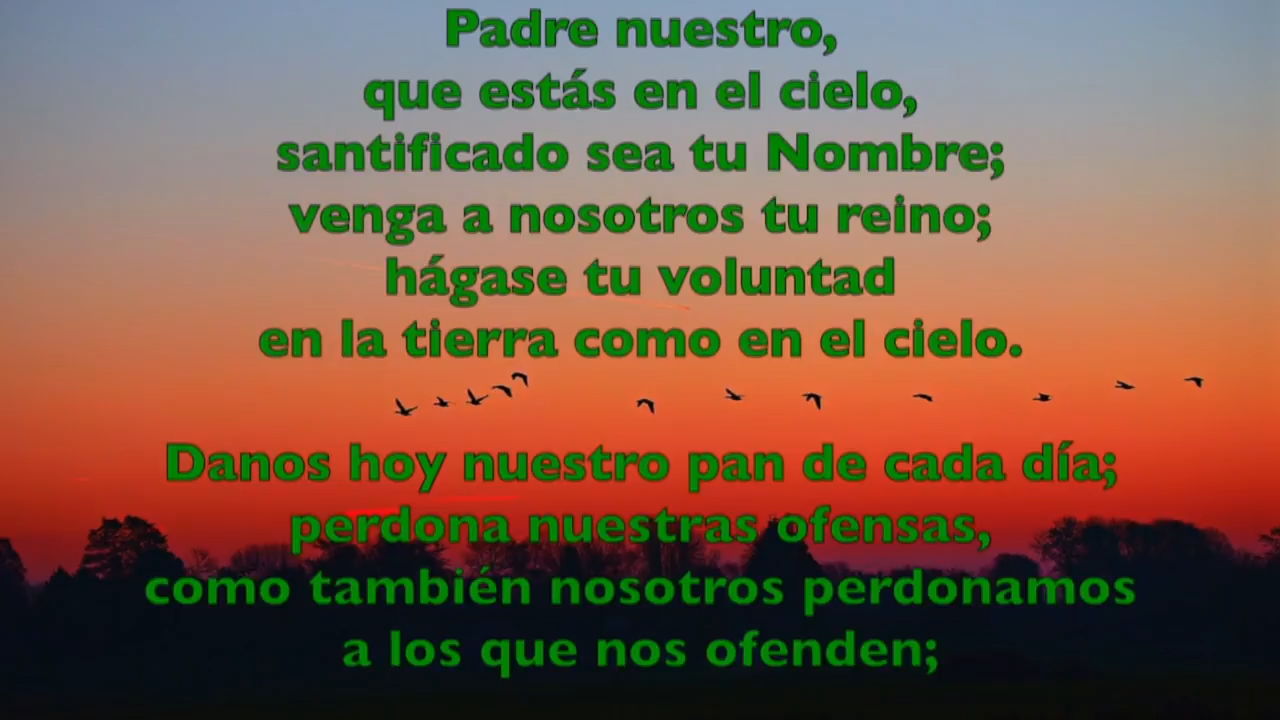 Padre nuestro,
que estás en el cielo,
santificado sea tu Nombre;
venga a nosotros tu reino;
hágase tu voluntad
en la tierra como en el cielo.
Danos hoy nuestro pan de cada día;
perdona nuestras ofensas,
como también nosotros perdonamos
a los que nos ofenden;